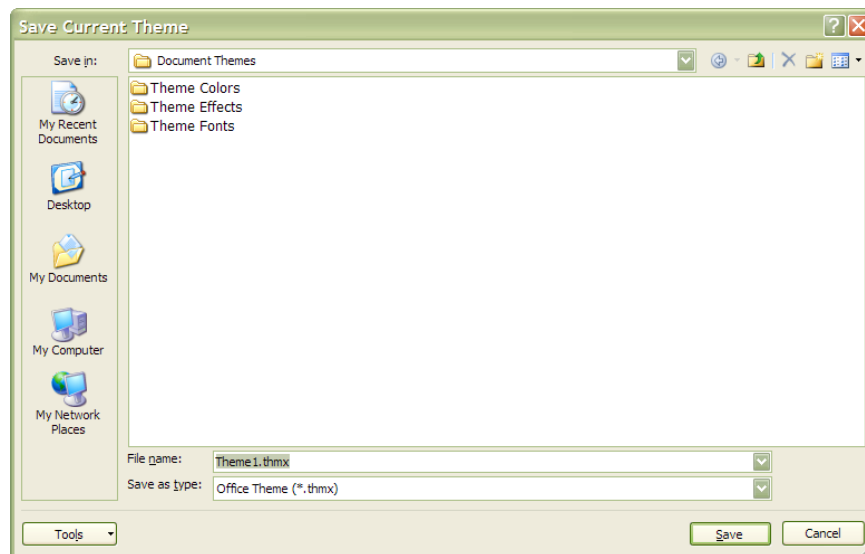 Save Current Theme
Save in:
Document Themes
Theme Colors
Theme Effects
Theme Fonts
My Recent
Documents
Desktop
My Documents
My Computer
My Network
Places
File name:
Theme1.thmx
Save as type:
Office Theme (*.thmx)
Tools
Save
Cancel